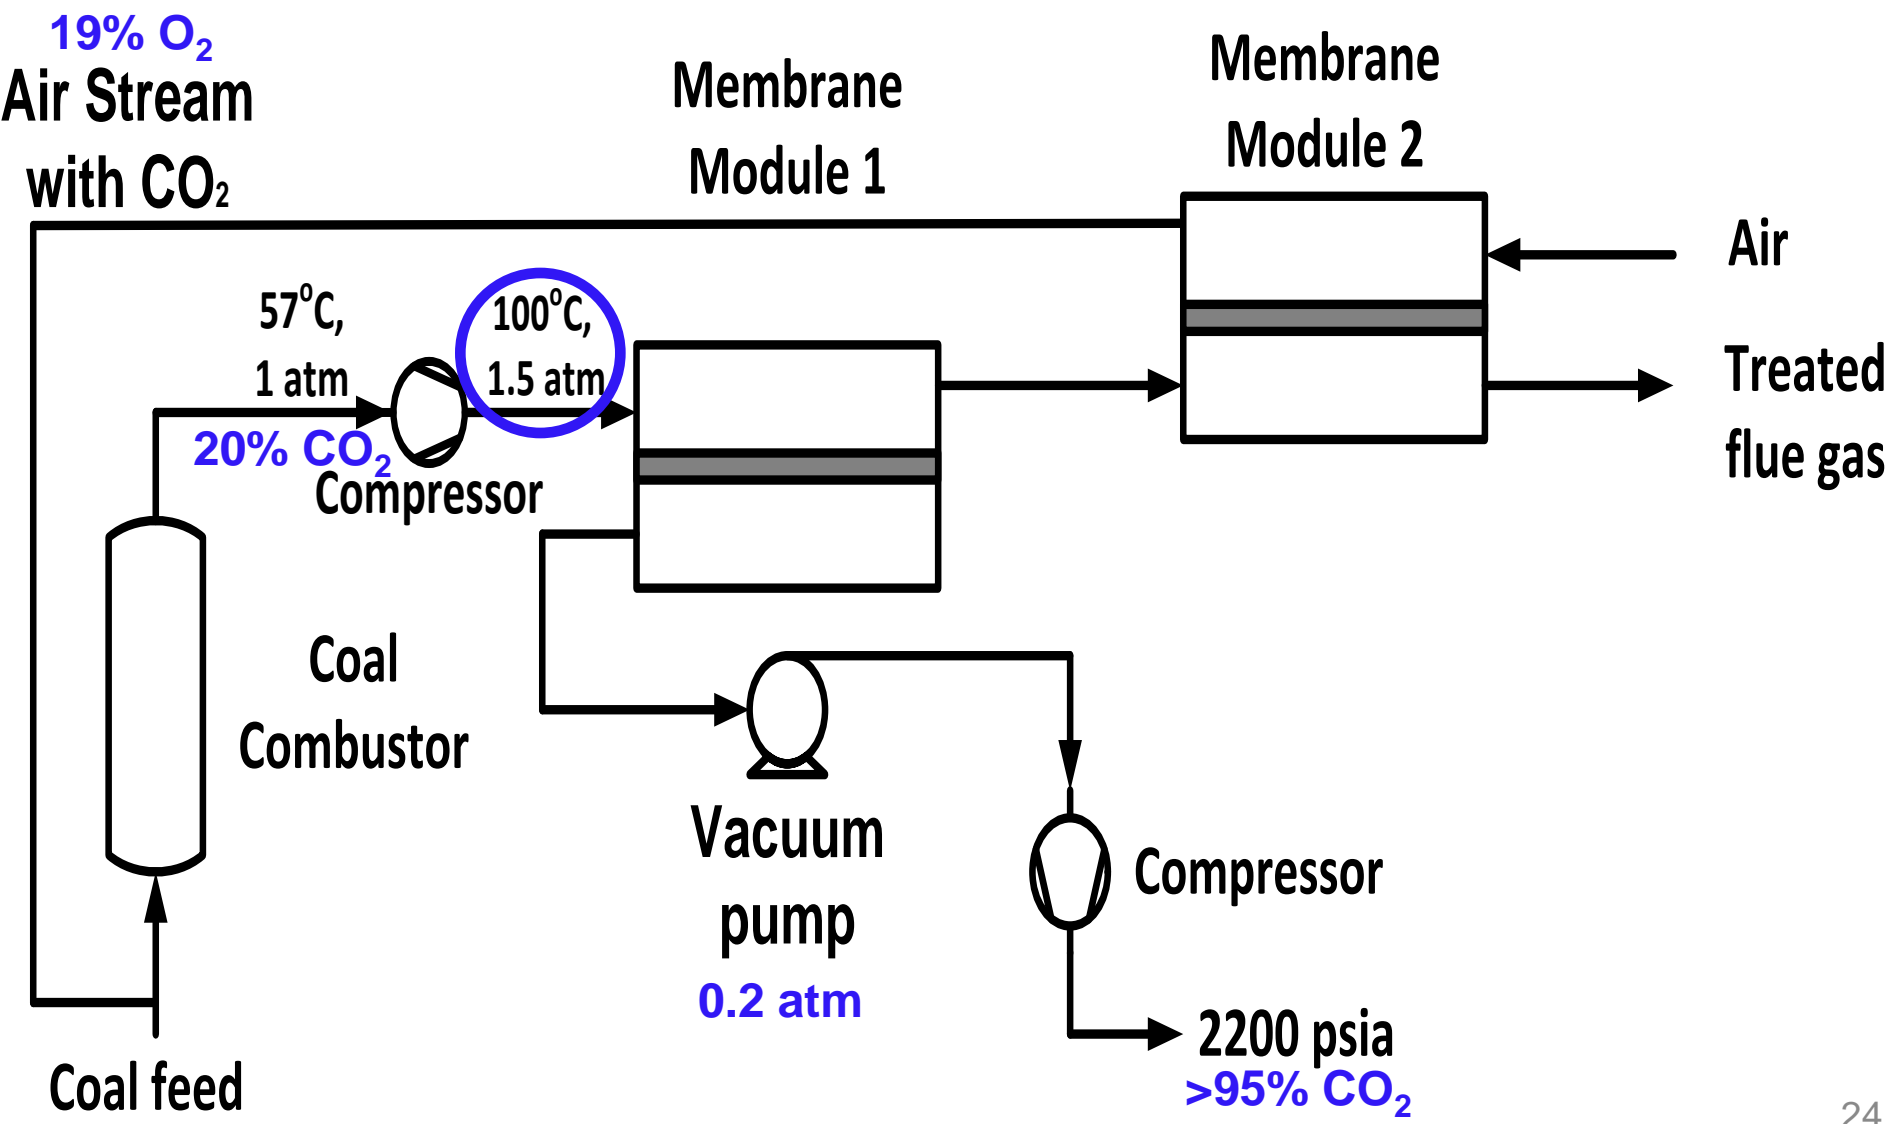 19% O₂
Air Stream
with CO₂
Membrane
Module 1
Membrane
Module 2
Air
Treated
flue gas
57°C,
1 atm
100°C,
1.5 atm
20% CO₂
Compressor
Coal
Combustor
Vacuum
pump
0.2 atm
Compressor
2200 psia
>95% CO₂
Coal feed
24